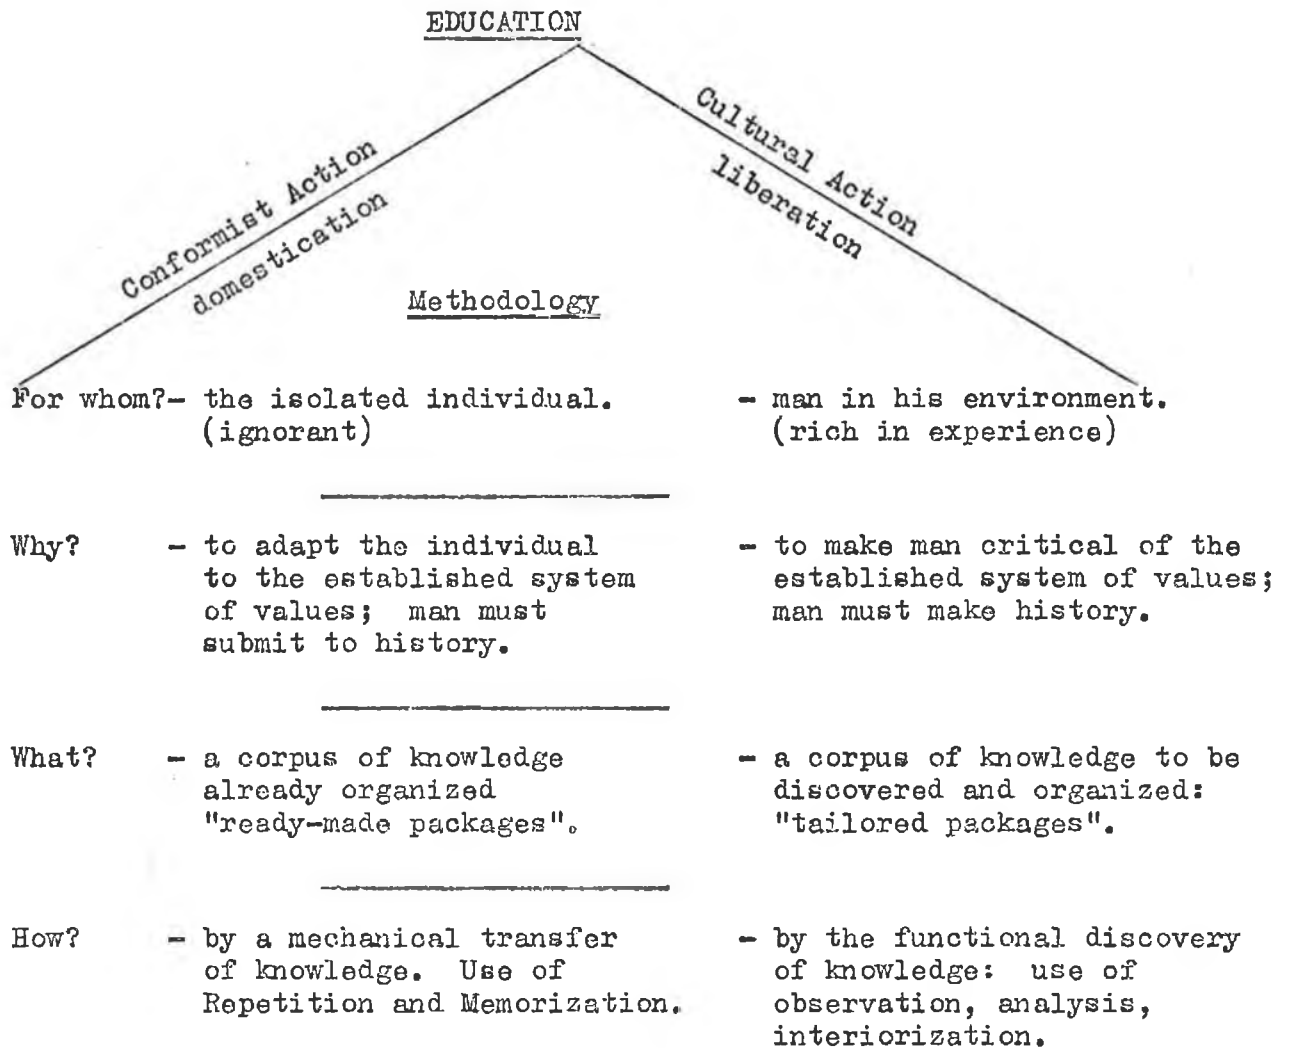 EDUCATION
Conformist Action
domestication
Cultural Action
liberation
Methodology
For whom?- the isolated individual.
(ignorant)
- man in his environment.
(rich in experience)
Why? - to adapt the individual
to the established system
of values; man must
submit to history.
- to make man critical of the
established system of values;
man must make history.
What? - a corpus of knowledge
already organized
"ready-made packages".
- a corpus of knowledge to be
discovered and organized:
"tailored packages".
How? - by a mechanical transfer
of knowledge. Use of
Repetition and Memorization.
- by the functional discovery
of knowledge: use of
observation, analysis,
interiorization.